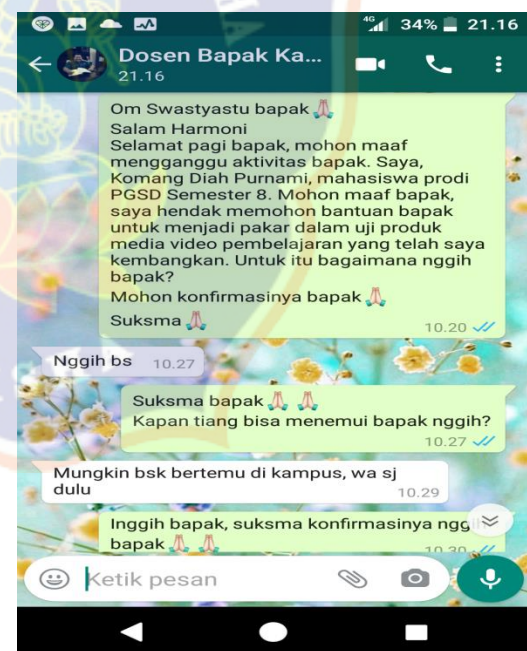 4G 34% 21.16
Dosen Bapak Ka...
21.16
Om Swastyastu bapak 🙏
Salam Harmoni
Selamat pagi bapak, mohon maaf
mengganggu aktivitas bapak. Saya,
Komang Diah Purnami, mahasiswa prodi
PGSD Semester 8. Mohon maaf bapak,
saya hendak memohon bantuan bapak
untuk menjadi pakar dalam uji produk
media video pembelajaran yang telah saya
kembangkan. Untuk itu bagaimana nggih
bapak?
Mohon konfirmasinya bapak 🙏
Suksma 🙏
10.20
Nggih bs 10.27
Suksma bapak 🙏 🙏
Kapan tiang bisa menemui bapak nggih?
10.27
Mungkin bsk bertemu di kampus, wa sj
dulu
10.29
Inggih bapak, suksma konfirmasinya
bapak 🙏 🙏 10.30
Ketik pesan